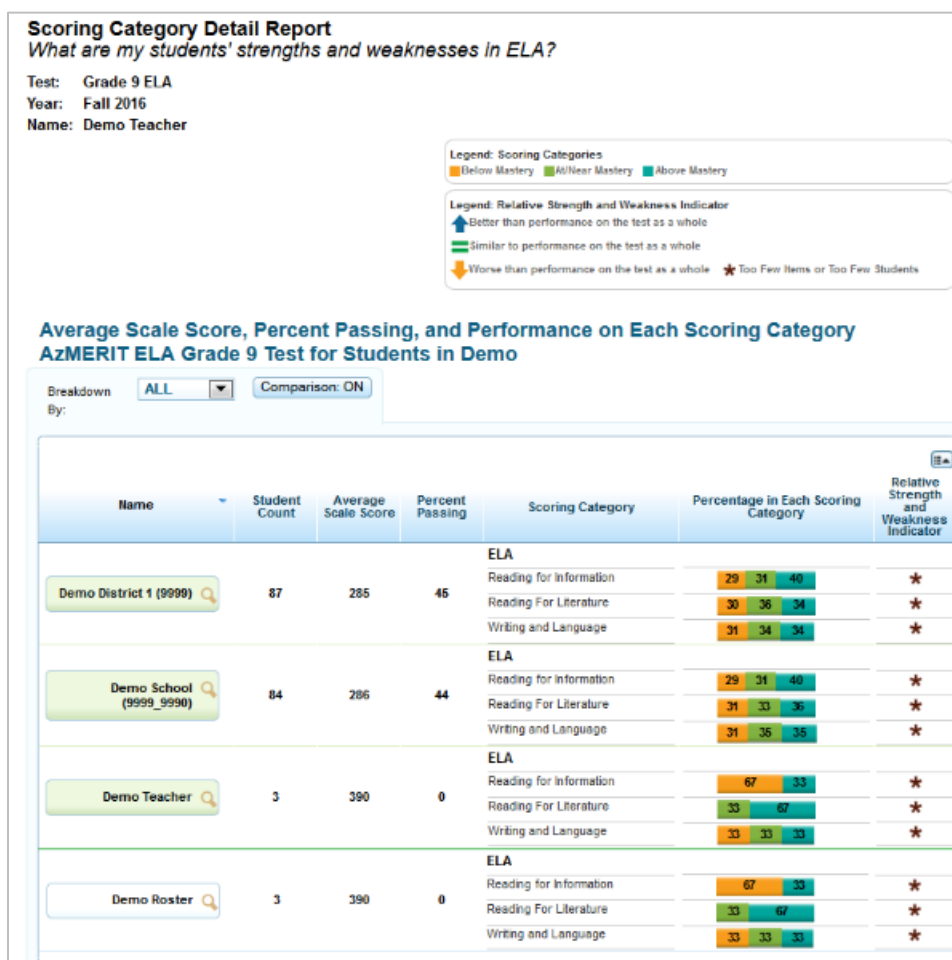 Scoring Category Detail Report
What are my students' strengths and weaknesses in ELA?
Test: Grade 9 ELA
Year: Fall 2016
Name: Demo Teacher
Legend: Scoring Categories
Below Mastery At/Near Mastery Above Mastery
Legend: Relative Strength and Weakness Indicator
Better than performance on the test as a whole
Similar to performance on the test as a whole
Worse than performance on the test as a whole Too Few Items or Too Few Students
Average Scale Score, Percent Passing, and Performance on Each Scoring Category
AzMERIT ELA Grade 9 Test for Students in Demo
Breakdown By: ALL Comparison: ON
Name Student Count Average Scale Score Percent Passing Scoring Category Percentage in Each Scoring Category Relative Strength and Weakness Indicator
ELA
Demo District 1 (9999) 87 285 45
Reading for Information 29 31 40 *
Reading For Literature 30 36 34 *
Writing and Language 31 34 34 *
ELA
Demo School (9999_9990) 84 286 44
Reading for Information 29 31 40 *
Reading For Literature 31 33 36 *
Writing and Language 31 35 35 *
ELA
Demo Teacher 3 390 0
Reading for Information 67 33 *
Reading For Literature 33 67 *
Writing and Language 33 33 33 *
ELA
Demo Roster 3 390 0
Reading for Information 67 33 *
Reading For Literature 33 67 *
Writing and Language 33 33 33 *